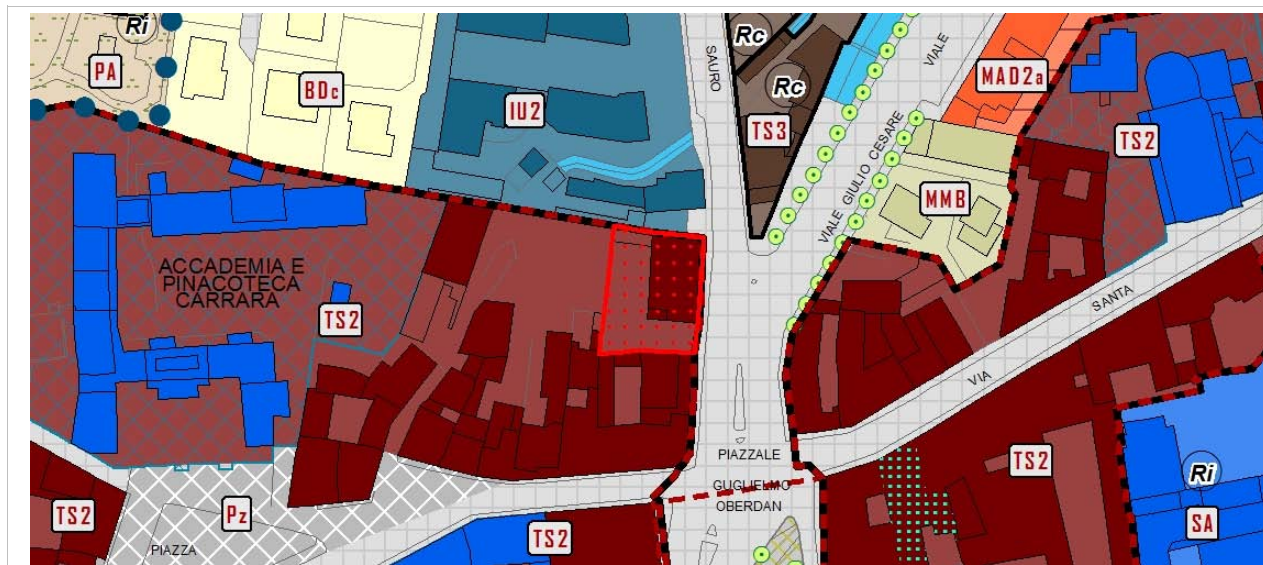 Ri
PA
BDc
IU2
SAURO
Rc
Rc
TS3
VIALE
MAD2a
TS2
VIALE GIULIO CESARE
MMB
ACCADEMIA E
PINACOTECA
CARRARA
TS2
SANTA
VIA
PIAZZALE
GUGLIELMO
OBERDAN
TS2
Ri
TS2
Pz
PIAZZA
TS2
SA